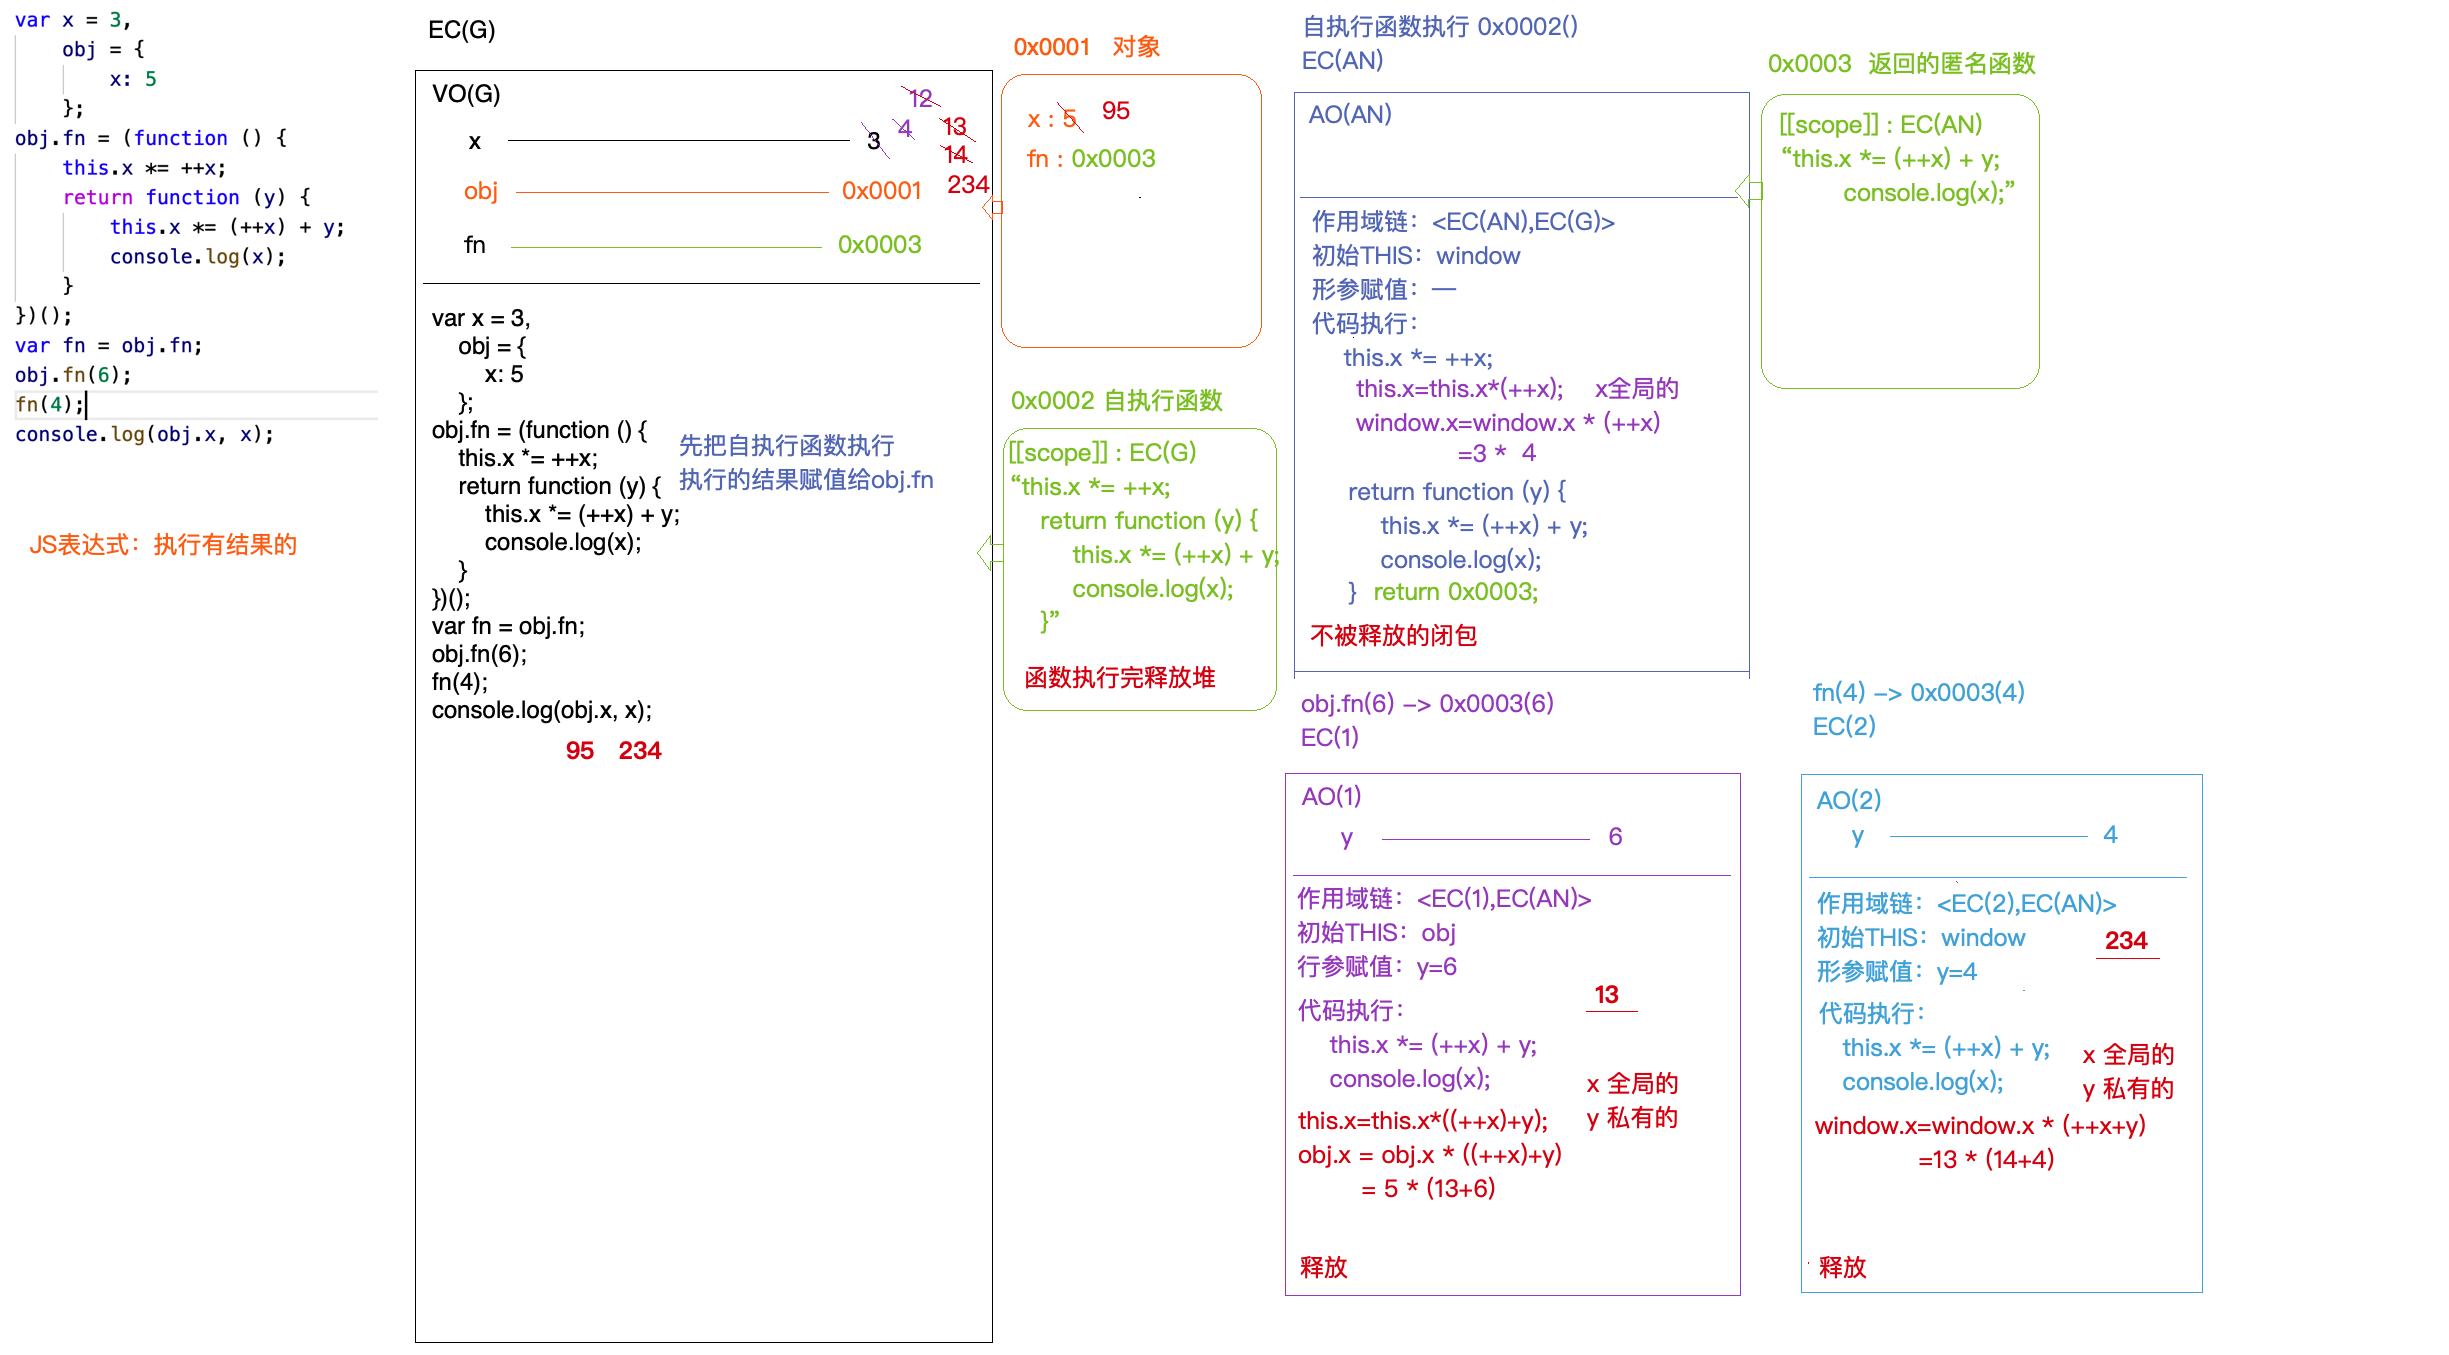 var x = 3,
    obj = {
        x: 5
    };
obj.fn = (function () {
    this.x *= ++x;
    return function (y) {
        this.x *= (++x) + y;
        console.log(x);
    }
})();
var fn = obj.fn;
obj.fn(6);
fn(4);
console.log(obj.x, x);
JS表达式：执行有结果的
EC(G)
VO(G)
12
x 3 4 13
14
obj 0x0001 234
fn 0x0003
var x = 3,
    obj = {
        x: 5
    };
obj.fn = (function () {
    this.x *= ++x;
    return function (y) {
        this.x *= (++x) + y;
        console.log(x);
    }
})();
var fn = obj.fn;
obj.fn(6);
fn(4);
console.log(obj.x, x);
95 234
先把自执行函数执行
执行的结果赋值给obj.fn
0x0001 对象
x : 5 95
fn : 0x0003
0x0002 自执行函数
[[scope]] : EC(G)
“this.x *= ++x;
    return function (y) {
        this.x *= (++x) + y;
        console.log(x);
    }”
函数执行完释放堆
自执行函数执行 0x0002()
EC(AN)
AO(AN)
作用域链：<EC(AN),EC(G)>
初始THIS：window
形参赋值：—
代码执行：
this.x *= ++x;
this.x=this.x*(++x); x全局的
window.x=window.x * (++x)
=3 * 4
return function (y) {
    this.x *= (++x) + y;
    console.log(x);
} return 0x0003;
不被释放的闭包
0x0003 返回的匿名函数
[[scope]] : EC(AN)
“this.x *= (++x) + y;
console.log(x);”
obj.fn(6) –> 0x0003(6)
EC(1)
AO(1)
y 6
作用域链：<EC(1),EC(AN)>
初始THIS：obj
行参赋值：y=6
13
代码执行：
this.x *= (++x) + y;
console.log(x);
x 全局的
y 私有的
this.x=this.x*((++x)+y);
obj.x = obj.x * ((++x)+y)
= 5 * (13+6)
释放
fn(4) –> 0x0003(4)
EC(2)
AO(2)
y 4
作用域链：<EC(2),EC(AN)>
初始THIS：window
234
形参赋值：y=4
代码执行：
this.x *= (++x) + y;
console.log(x);
x 全局的
y 私有的
window.x=window.x * (++x+y)
=13 * (14+4)
释放